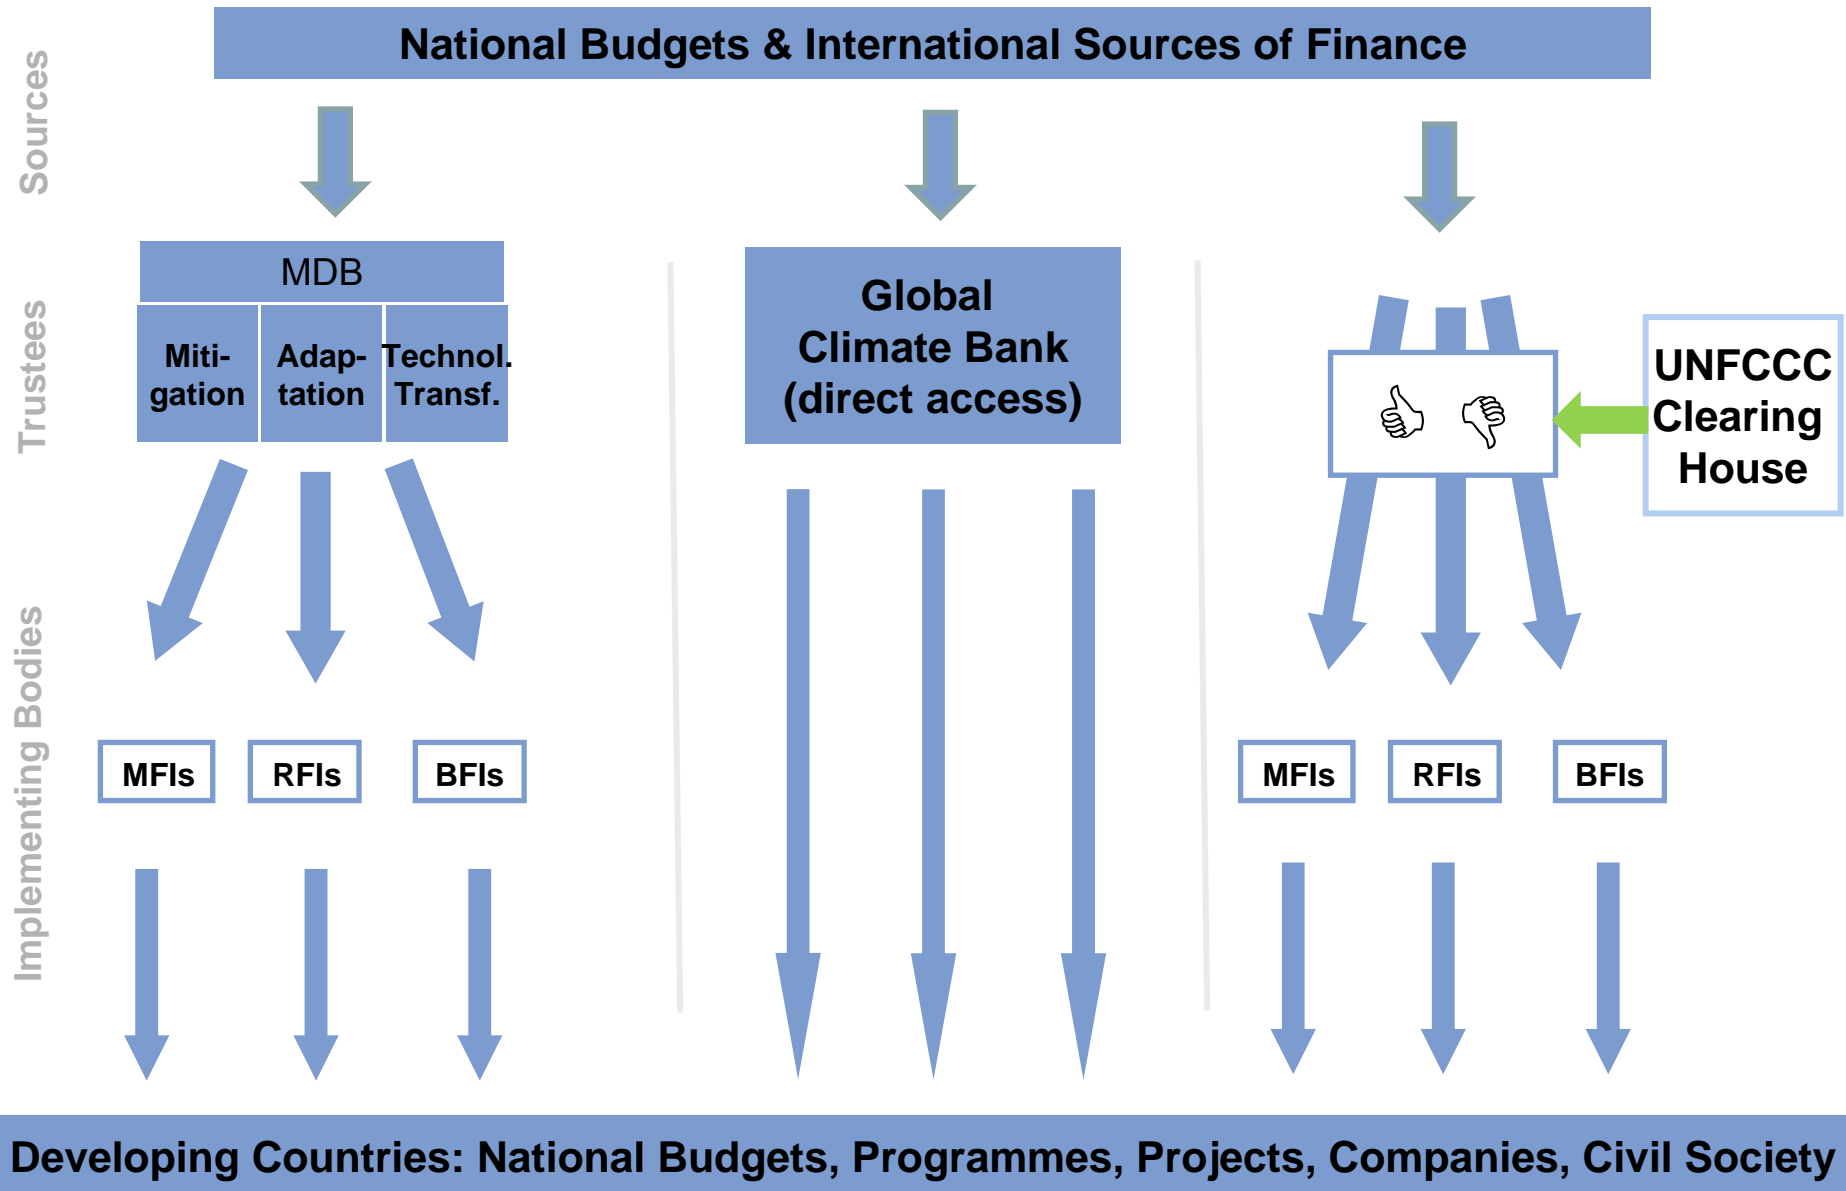 National Budgets & International Sources of Finance
Sources
Trustees
Implementing Bodies
MDB
Miti-
gation
Adap-
tation
Technol.
Transf.
Global
Climate Bank
(direct access)
UNFCCC
Clearing
House
MFIs
RFIs
BFIs
MFIs
RFIs
BFIs
Developing Countries: National Budgets, Programmes, Projects, Companies, Civil Society